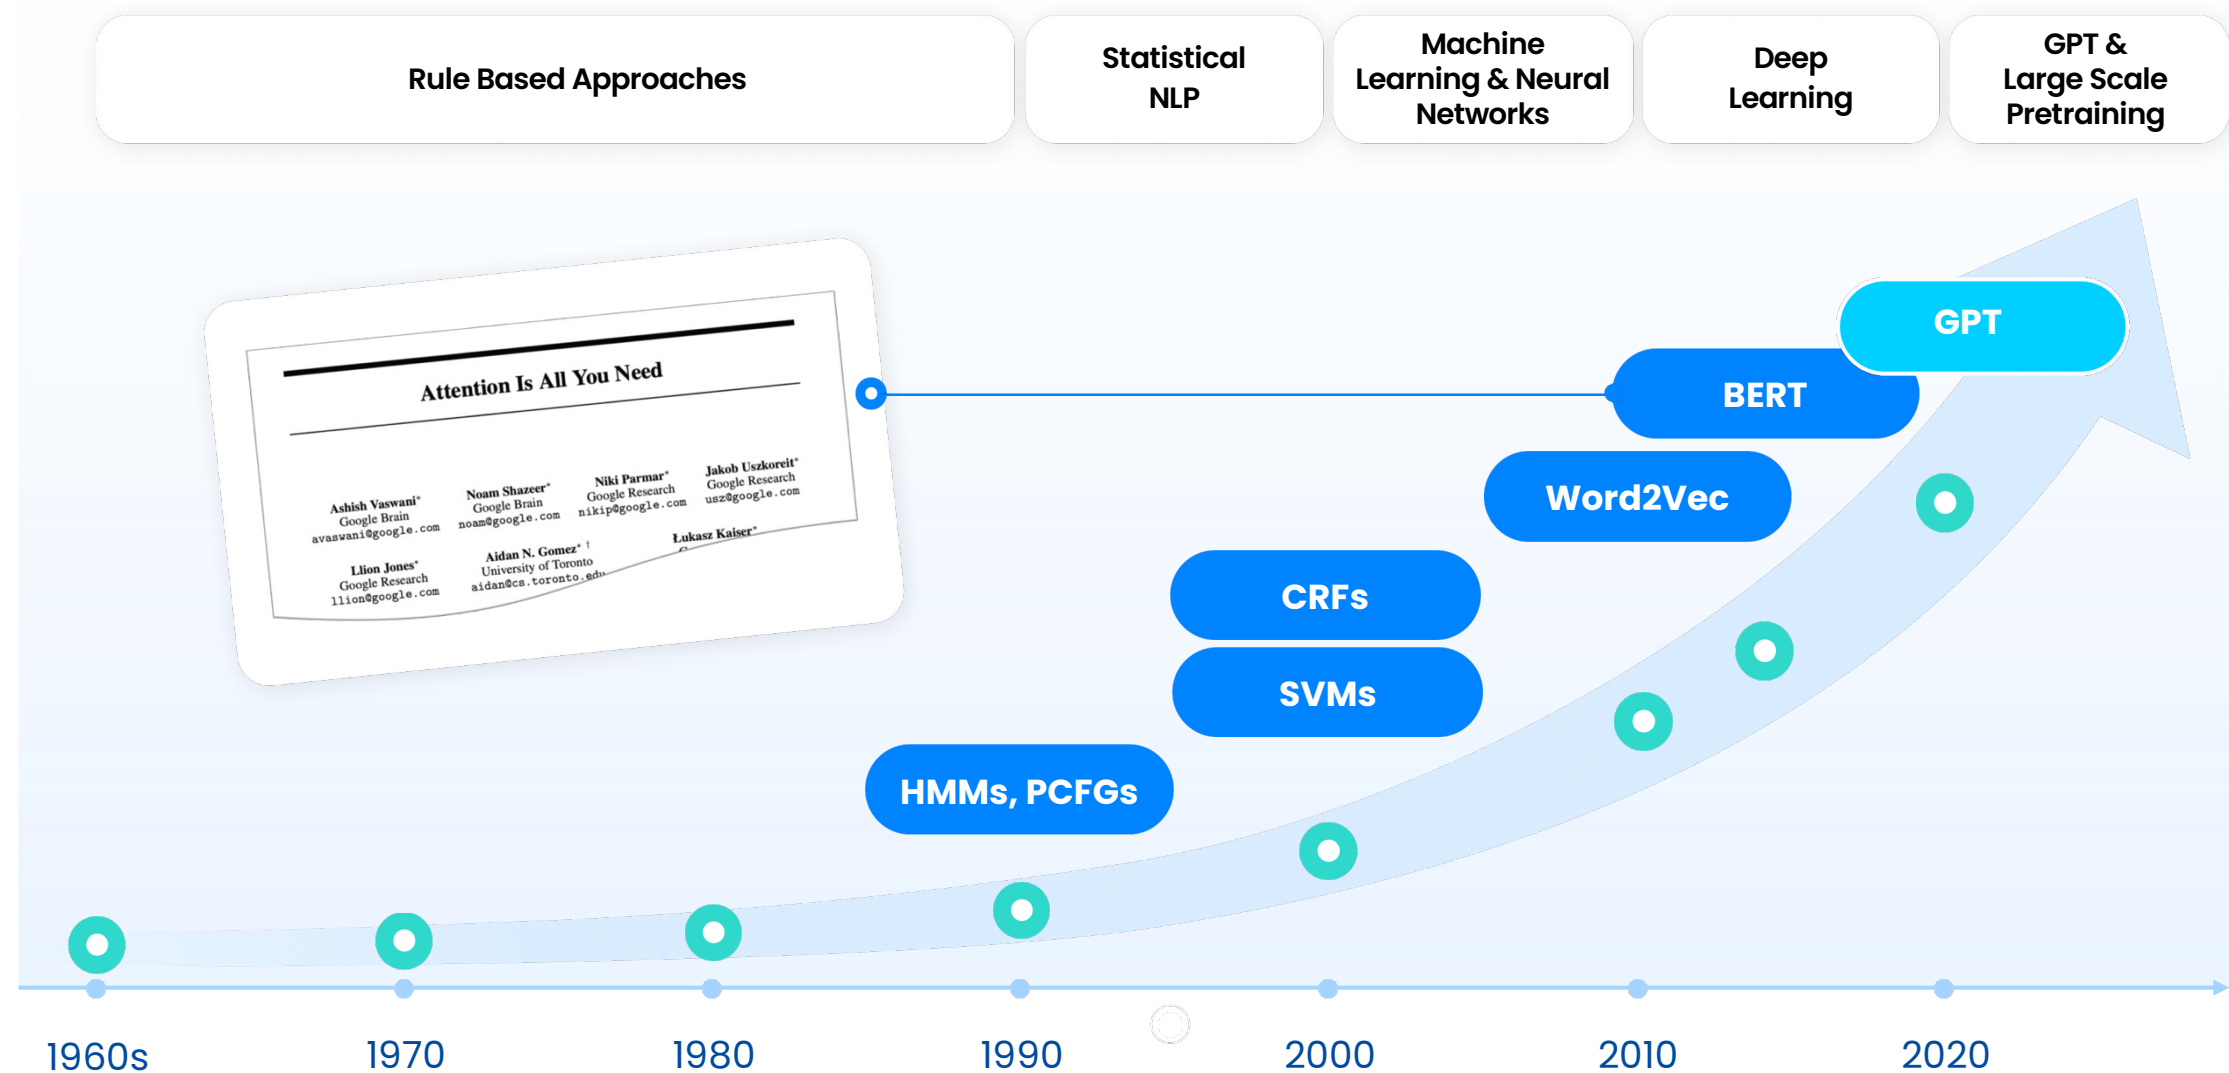 Rule Based Approaches
Statistical
NLP
Machine
Learning & Neural
Networks
Deep
Learning
GPT &
Large Scale
Pretraining
Attention Is All You Need
Ashish Vaswani*
Google Brain
avaswani@google.com
Noam Shazeer*
Google Brain
noam@google.com
Niki Parmar*
Google Research
nikip@google.com
Jakob Uszkoreit*
Google Research
usz@google.com
Llion Jones*
Google Research
llion@google.com
Aidan N. Gomez* †
University of Toronto
aidan@cs.toronto.edu
Łukasz Kaiser*
GPT
BERT
Word2Vec
CRFs
SVMs
HMMs, PCFGs
1960s
1970
1980
1990
2000
2010
2020